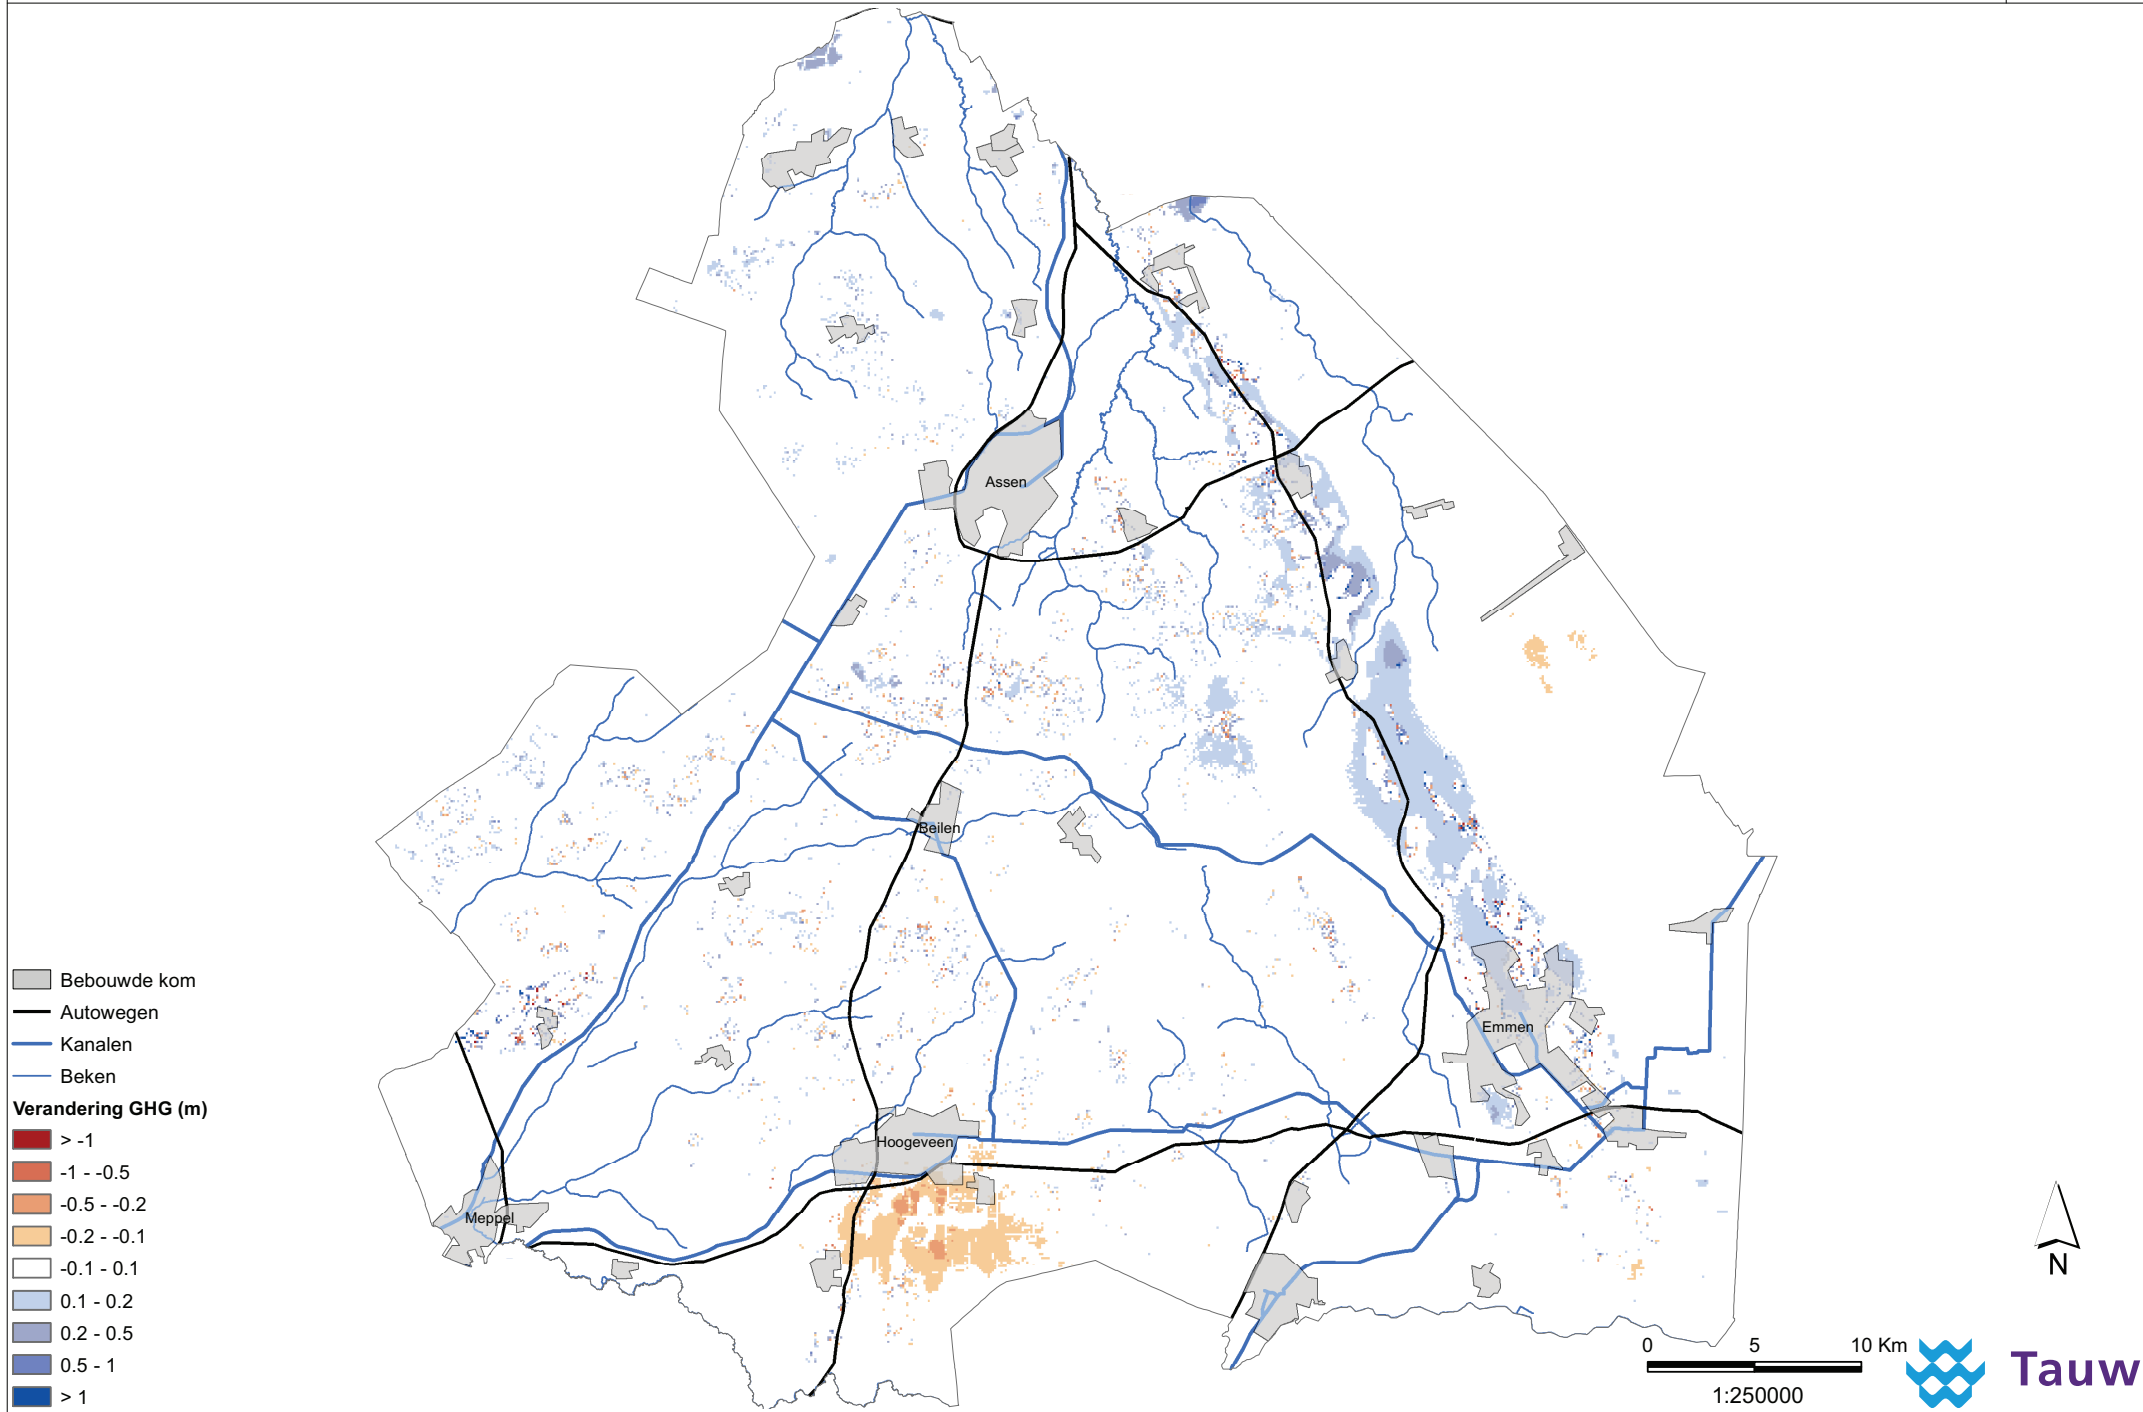 Assen
Beilen
Emmen
Hoogeveen
Meppel
Bebouwde kom
Autowegen
Kanalen
Beken
Verandering GHG (m)
> -1
-1 - -0.5
-0.5 - -0.2
-0.2 - -0.1
-0.1 - 0.1
0.1 - 0.2
0.2 - 0.5
0.5 - 1
> 1
N
0 5 10 Km
1:250000
Tauw